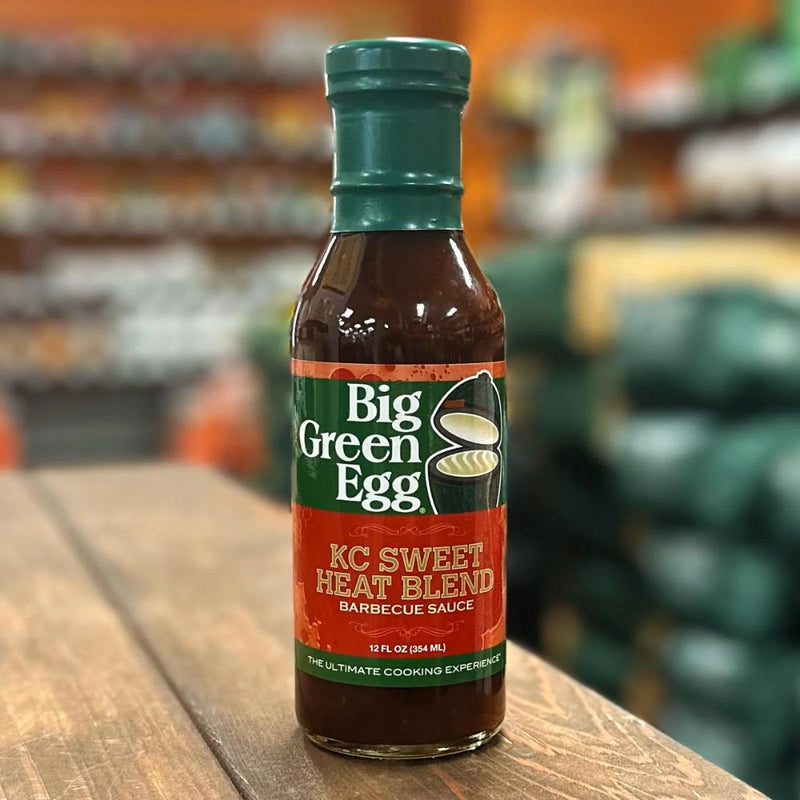 Big
Green
Egg®
KC SWEET
HEAT BLEND
BARBECUE SAUCE
12 FL OZ (354 ML)
THE ULTIMATE COOKING EXPERIENCE®